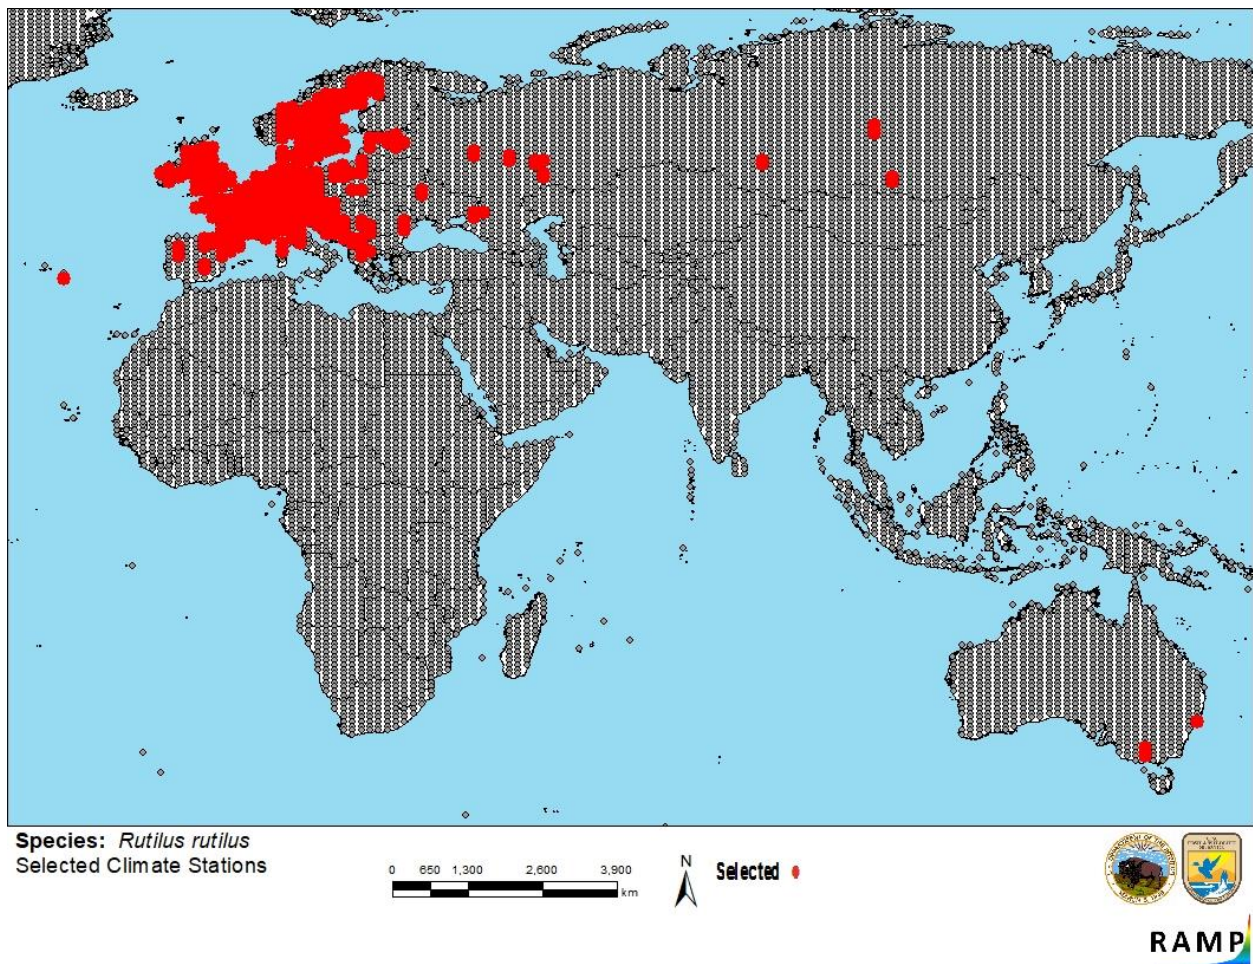 Species: Rutilus rutilus
Selected Climate Stations
0 650 1,300 2,600 3,900
km
N
Selected
RAMP